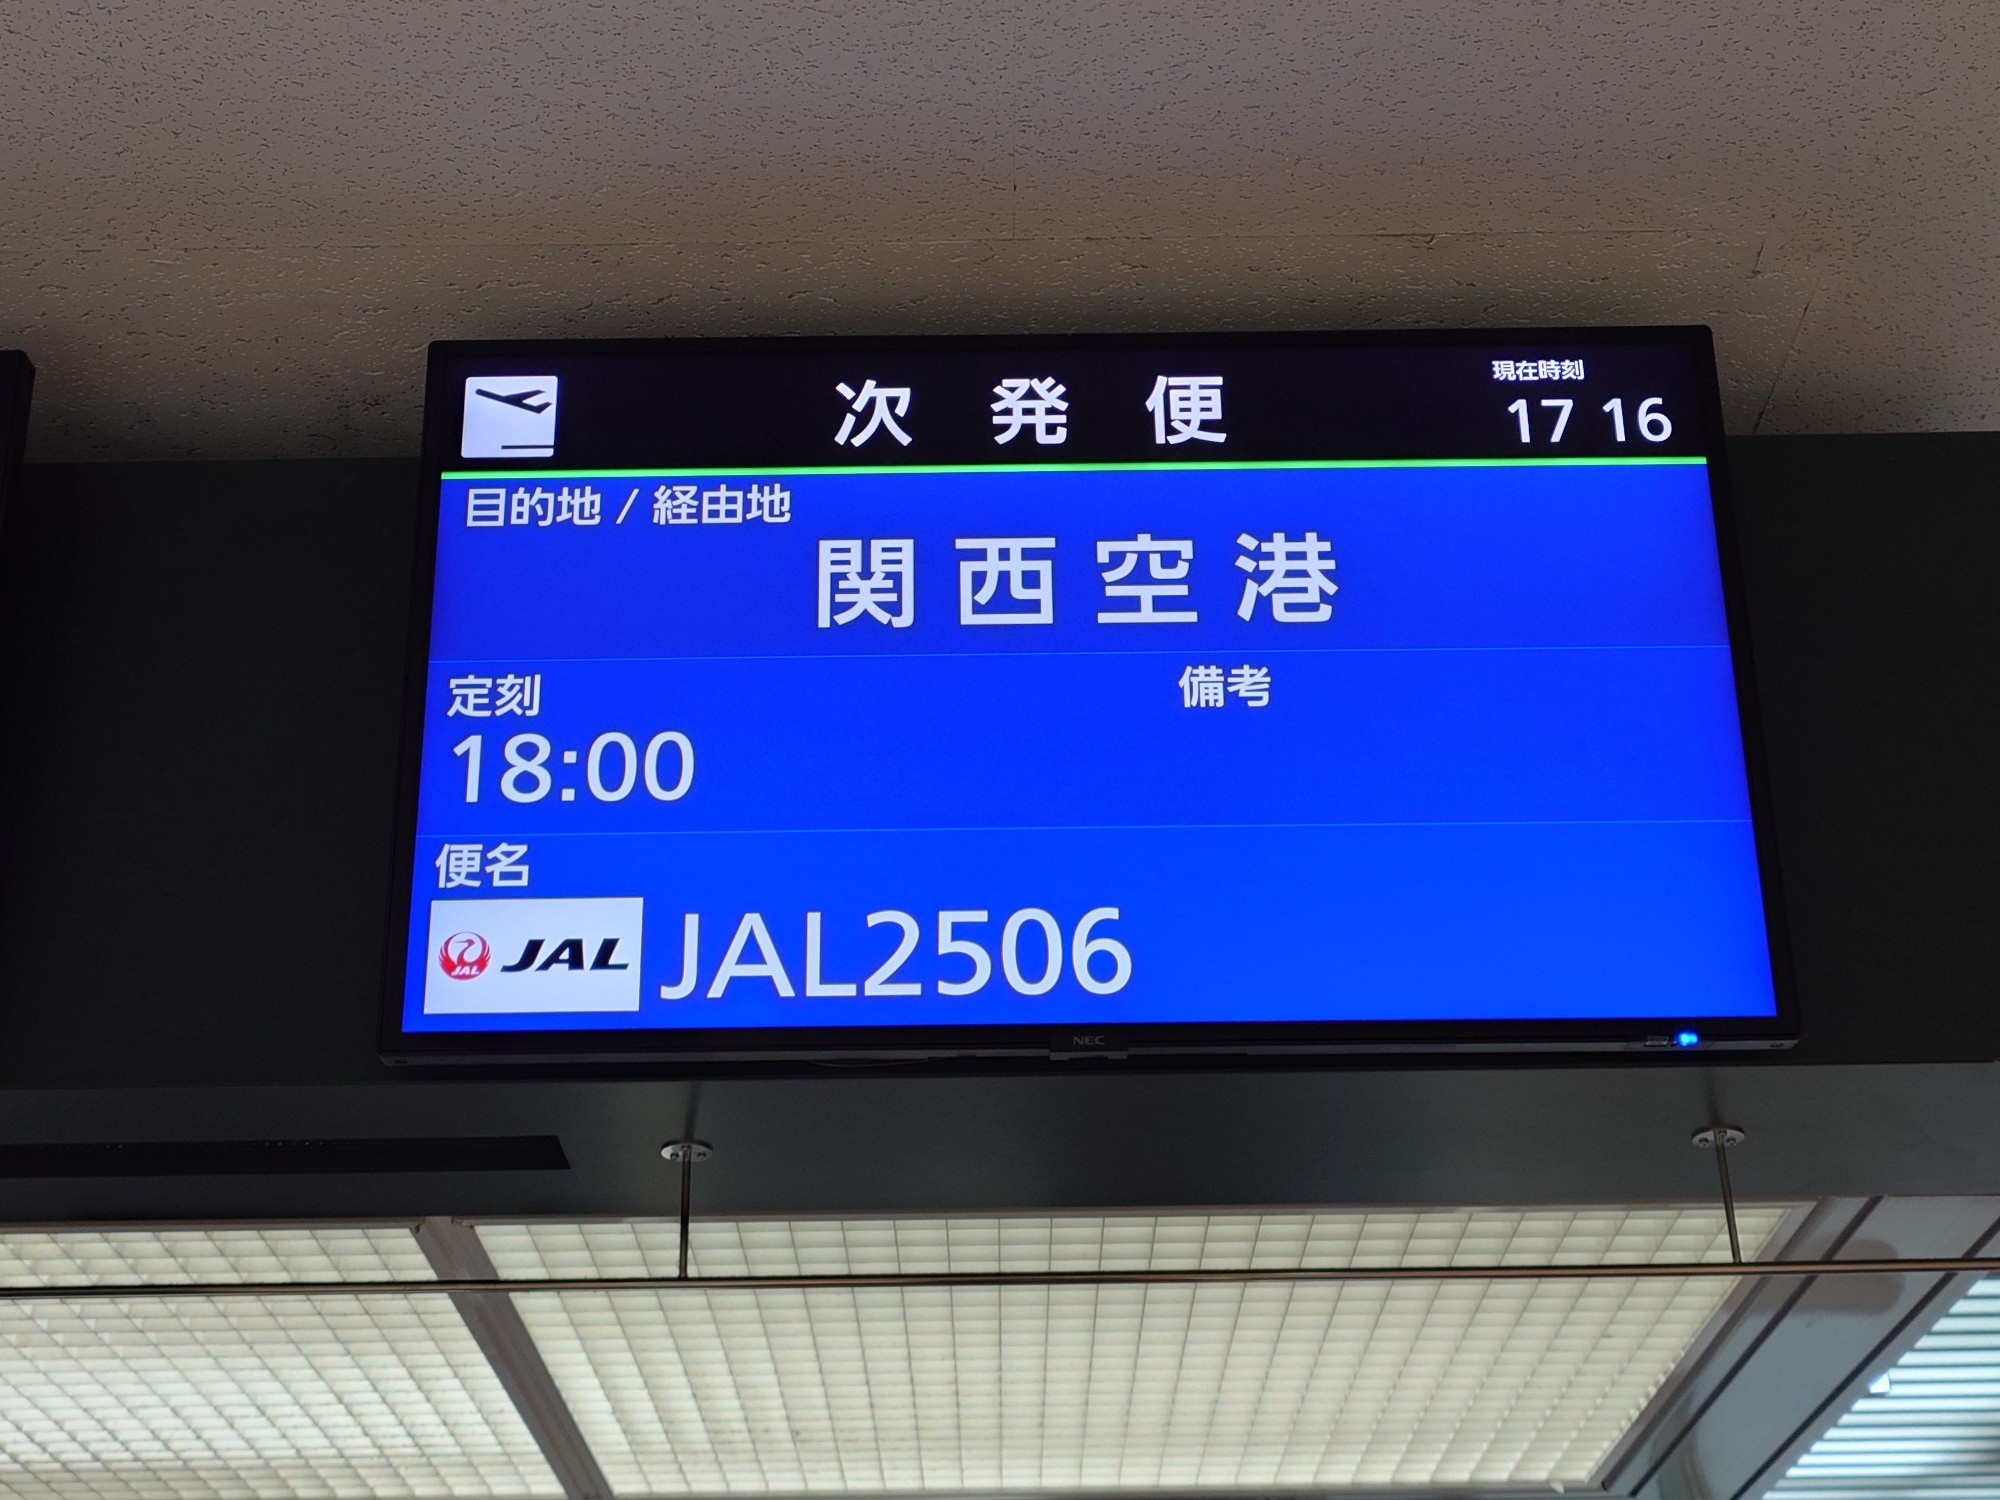 次発便
現在時刻
17 16
目的地 / 経由地
関西空港
定刻
備考
18:00
便名
JAL JAL JAL2506
NEC